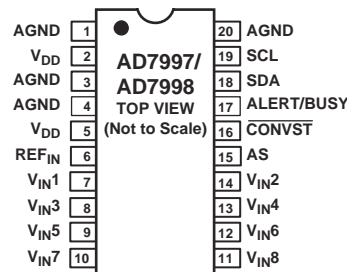 AGND 1 20 AGND
VDD 2 19 SCL
AGND 3 18 SDA
AGND 4 17 ALERT/BUSY
VDD 5 16 CONVST
REFIN 6 15 AS
VIN1 7 14 VIN2
VIN3 8 13 VIN4
VIN5 9 12 VIN6
VIN7 10 11 VIN8
AD7997/
AD7998
TOP VIEW
(Not to Scale)